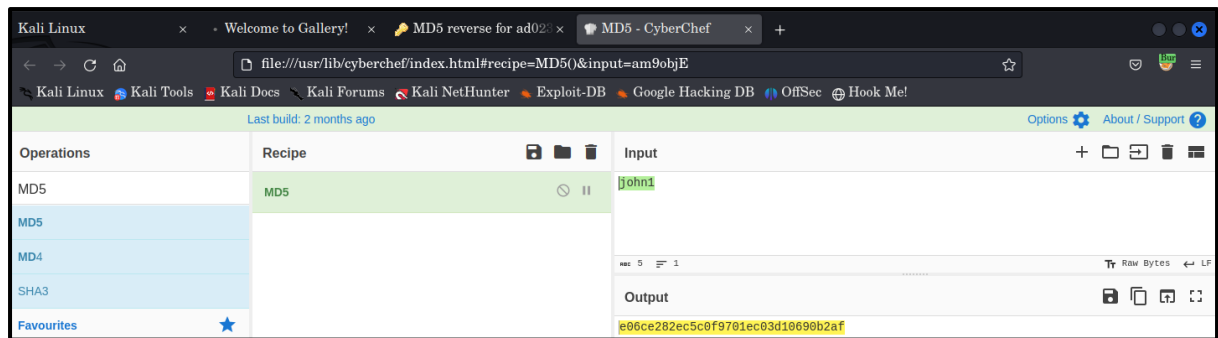 Kali Linux × Welcome to Gallery! × MD5 reverse for ad023 × MD5 - CyberChef × +
file:///usr/lib/cyberchef/index.html#recipe=MD5()&input=am9objE Bur
Kali Linux Kali Tools Kali Docs Kali Forums Kali NetHunter Exploit-DB Google Hacking DB OffSec Hook Me!
Last build: 2 months ago Options About / Support ?
Operations Recipe Input
MD5 MD5 john1
MD5
MD4
ABC 5 1 Tт Raw Bytes LF
SHA3 Output
Favourites e06ce282ec5c0f9701ec03d10690b2af